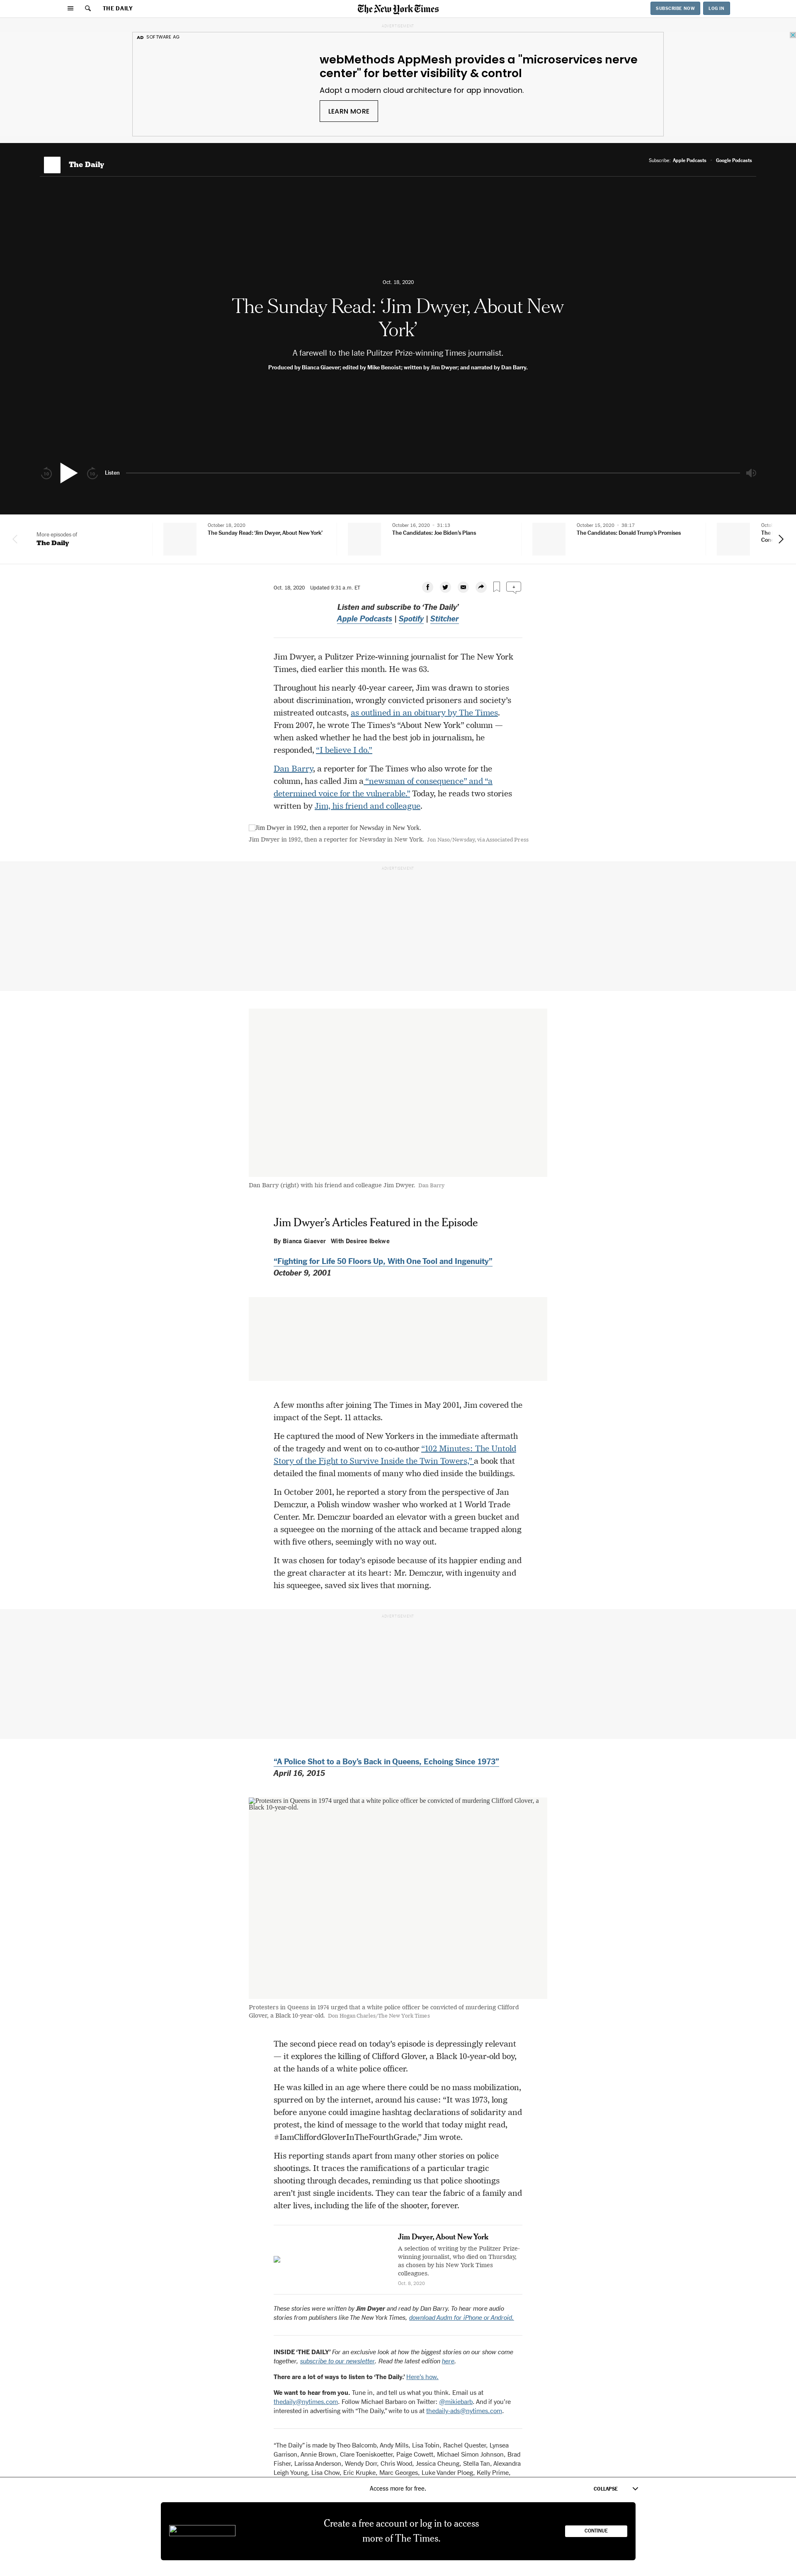 THE DAILY
The New York Times
SUBSCRIBE NOW
LOG IN
ADVERTISEMENT
AD SOFTWARE AG
webMethods AppMesh provides a "microservices nerve
center" for better visibility & control
Adopt a modern cloud architecture for app innovation.
LEARN MORE
The Daily
Subscribe: Apple Podcasts · Google Podcasts
Oct. 18, 2020
The Sunday Read: ‘Jim Dwyer, About New
York’
A farewell to the late Pulitzer Prize-winning Times journalist.
Produced by Bianca Giaever; edited by Mike Benoist; written by Jim Dwyer; and narrated by Dan Barry.
Listen
More episodes of
The Daily
October 18, 2020
The Sunday Read: ‘Jim Dwyer, About New York’
October 16, 2020 · 31:15
The Candidates: Joe Biden’s Plans
October 15, 2020 · 38:17
The Candidates: Donald Trump’s Promises
Oct. 18, 2020 Updated 9:31 a.m. ET
Listen and subscribe to ‘The Daily’
Apple Podcasts | Spotify | Stitcher
Jim Dwyer, a Pulitzer Prize-winning journalist for The New York
Times, died earlier this month. He was 63.
Throughout his nearly 40-year career, Jim was drawn to stories
about discrimination, wrongly convicted prisoners and society’s
mistreated outcasts, as outlined in an obituary by The Times.
From 2007, he wrote The Times’s “About New York” column —
when asked whether he had the best job in journalism, he
responded, “I believe I do.”
Dan Barry, a reporter for The Times who also wrote for the
column, has called Jim a “newsman of consequence” and “a
determined voice for the vulnerable.” Today, he reads two stories
written by Jim, his friend and colleague.
Jim Dwyer in 1992, then a reporter for Newsday in New York.
Jim Dwyer in 1992, then a reporter for Newsday in New York. Jon Naso/Newsday, via Associated Press
ADVERTISEMENT
Dan Barry (right) with his friend and colleague Jim Dwyer. Dan Barry
Jim Dwyer’s Articles Featured in the Episode
By Bianca Giaever With Desiree Ibekwe
“Fighting for Life 50 Floors Up, With One Tool and Ingenuity”
October 9, 2001
A few months after joining The Times in May 2001, Jim covered the
impact of the Sept. 11 attacks.
He captured the mood of New Yorkers in the immediate aftermath
of the tragedy and went on to co-author “102 Minutes: The Untold
Story of the Fight to Survive Inside the Twin Towers,” a book that
detailed the final moments of many who died inside the buildings.
In October 2001, he reported a story from the perspective of Jan
Demczur, a Polish window washer who worked at 1 World Trade
Center. Mr. Demczur boarded an elevator with a green bucket and
a squeegee on the morning of the attack and became trapped along
with five others, seemingly with no way out.
It was chosen for today’s episode because of its happier ending and
the great character at its heart: Mr. Demczur, with ingenuity and
his squeegee, saved six lives that morning.
ADVERTISEMENT
“A Police Shot to a Boy’s Back in Queens, Echoing Since 1973”
April 16, 2015
Protesters in Queens in 1974 urged that a white police officer be convicted of murdering Clifford Glover, a
Black 10-year-old.
Protesters in Queens in 1974 urged that a white police officer be convicted of murdering Clifford
Glover, a Black 10-year-old. Don Hogan Charles/The New York Times
The second piece read on today’s episode is depressingly relevant
— it explores the killing of Clifford Glover, a Black 10-year-old boy,
at the hands of a white police officer.
He was killed in an age where there could be no mass mobilization,
spurred on by the internet, around his cause: “It was 1973, long
before anyone could imagine hashtag declarations of solidarity and
protest, the kind of message to the world that today might read,
#IamCliffordGloverInTheFourthGrade,” Jim wrote.
His reporting stands apart from many other stories on police
shootings. It traces the ramifications of a particular tragic
shooting through decades, reminding us that police shootings
aren’t just single incidents. They can tear the fabric of a family and
alter lives, including the life of the shooter, forever.
Jim Dwyer, About New York
A selection of writing by the Pulitzer Prize-
winning journalist, who died on Thursday,
as chosen by his New York Times
colleagues.
Oct. 8, 2020
These stories were written by Jim Dwyer and read by Dan Barry. To hear more audio
stories from publishers like The New York Times, download Audm for iPhone or Android.
INSIDE ‘THE DAILY’ For an exclusive look at how the biggest stories on our show come
together, subscribe to our newsletter. Read the latest edition here.
There are a lot of ways to listen to ‘The Daily.’ Here’s how.
We want to hear from you. Tune in, and tell us what you think. Email us at
thedaily@nytimes.com. Follow Michael Barbaro on Twitter: @mikiebarb. And if you’re
interested in advertising with “The Daily,” write to us at thedaily-ads@nytimes.com.
“The Daily” is made by Theo Balcomb, Andy Mills, Lisa Tobin, Rachel Quester, Lynsea
Garrison, Annie Brown, Clare Toeniskoetter, Paige Cowett, Michael Simon Johnson, Brad
Fisher, Larissa Anderson, Wendy Dorr, Chris Wood, Jessica Cheung, Stella Tan, Alexandra
Leigh Young, Lisa Chow, Eric Krupke, Marc Georges, Luke Vander Ploeg, Kelly Prime,
Access more for free.
COLLAPSE
Create a free account or log in to access
more of The Times.
CONTINUE